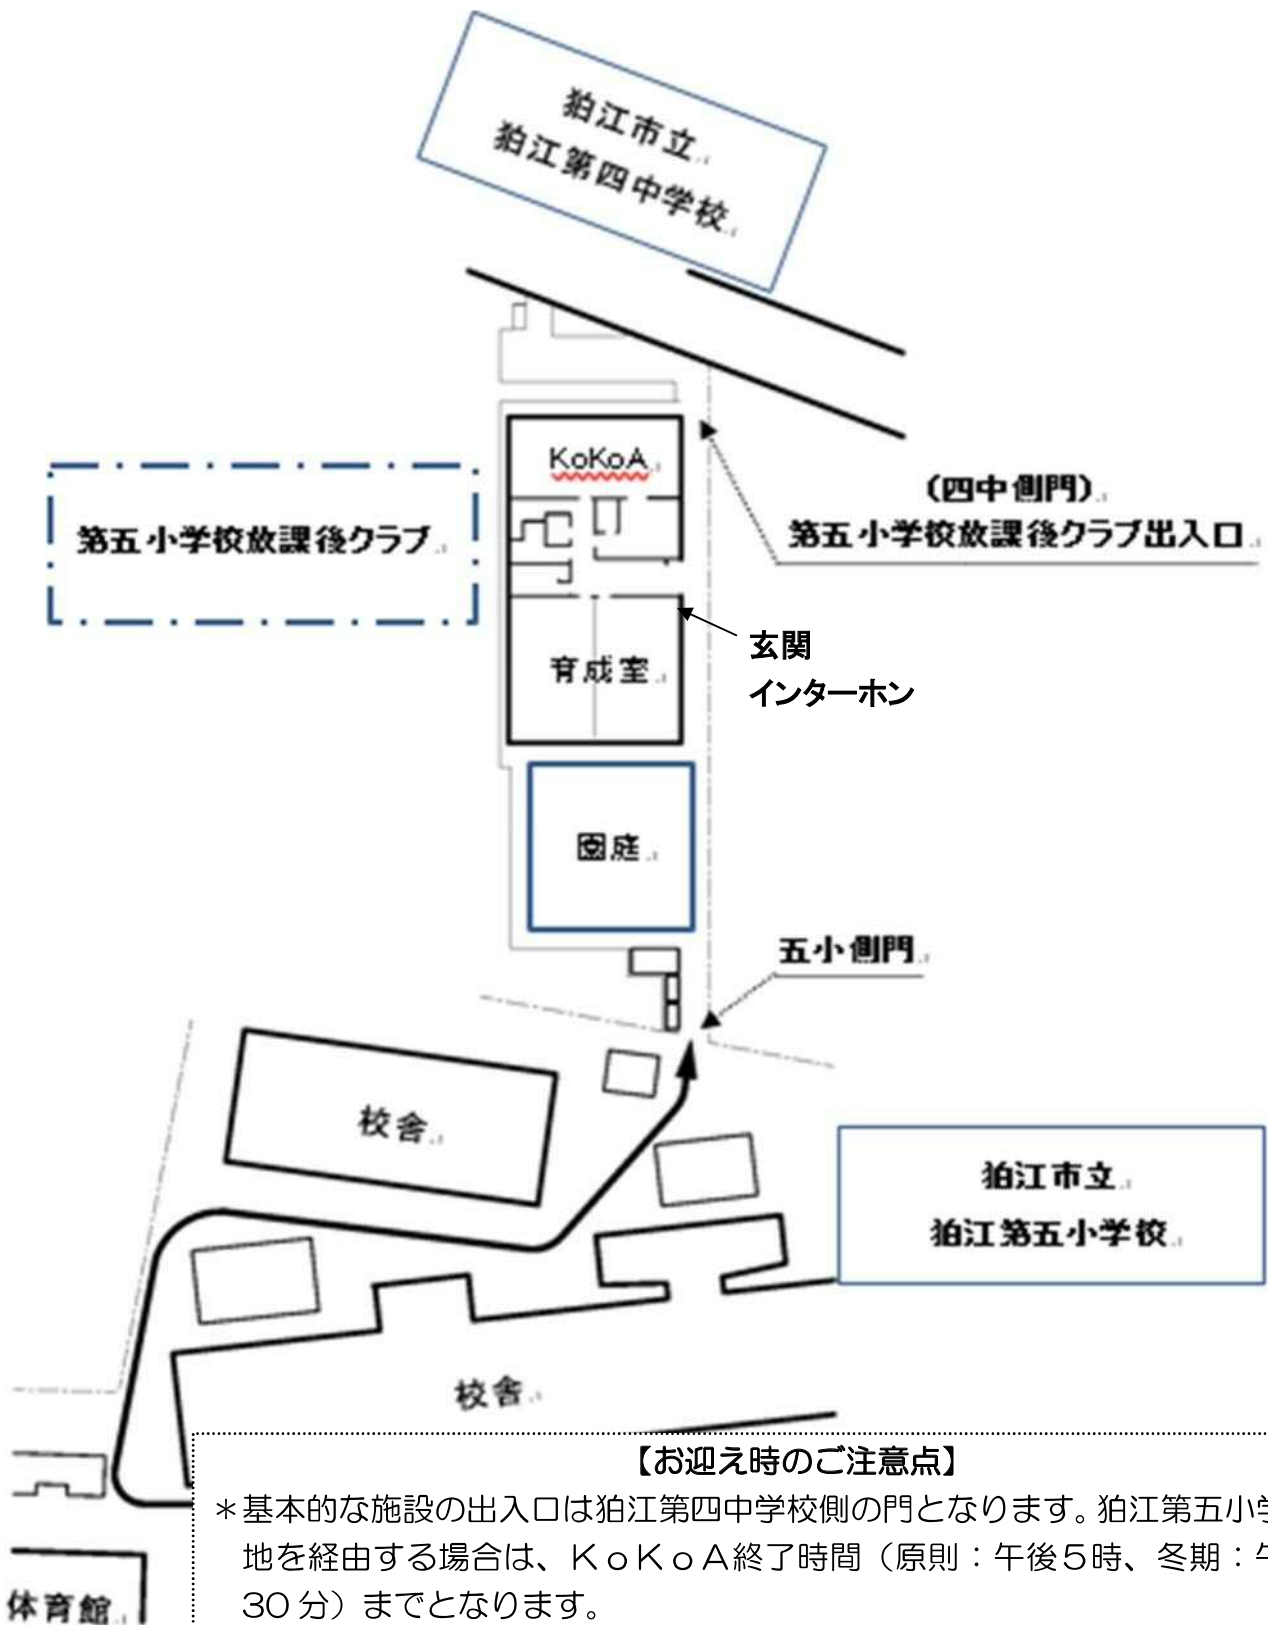 狛江市立
狛江第四中学校
KoKoA
(四中側門)
第五小学校放課後クラブ出入口
第五小学校放課後クラブ
玄関
インターホン
育成室
園庭
五小側門
校舎
狛江市立
狛江第五小学校
校舎
【お迎え時のご注意点】
＊基本的な施設の出入口は狛江第四中学校側の門となります。狛江第五小学
地を経由する場合は、ＫｏＫｏＡ終了時間（原則：午後５時、冬期：午
30分）までとなります。
体育館